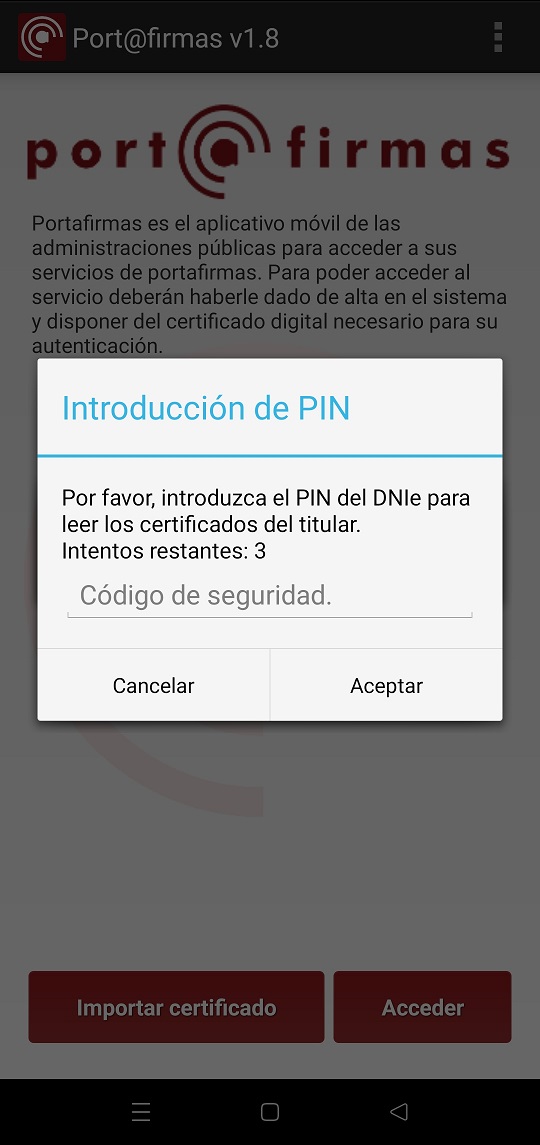 Port@firmas v1.8
port@firmas
Portafirmas es el aplicativo móvil de las
administraciones públicas para acceder a sus
servicios de portafirmas. Para poder acceder al
servicio deberán haberle dado de alta en el sistema
y disponer del certificado digital necesario para su
autenticación.
Introducción de PIN
Por favor, introduzca el PIN del DNIe para
leer los certificados del titular.
Intentos restantes: 3
Código de seguridad.
Cancelar
Aceptar
Importar certificado
Acceder